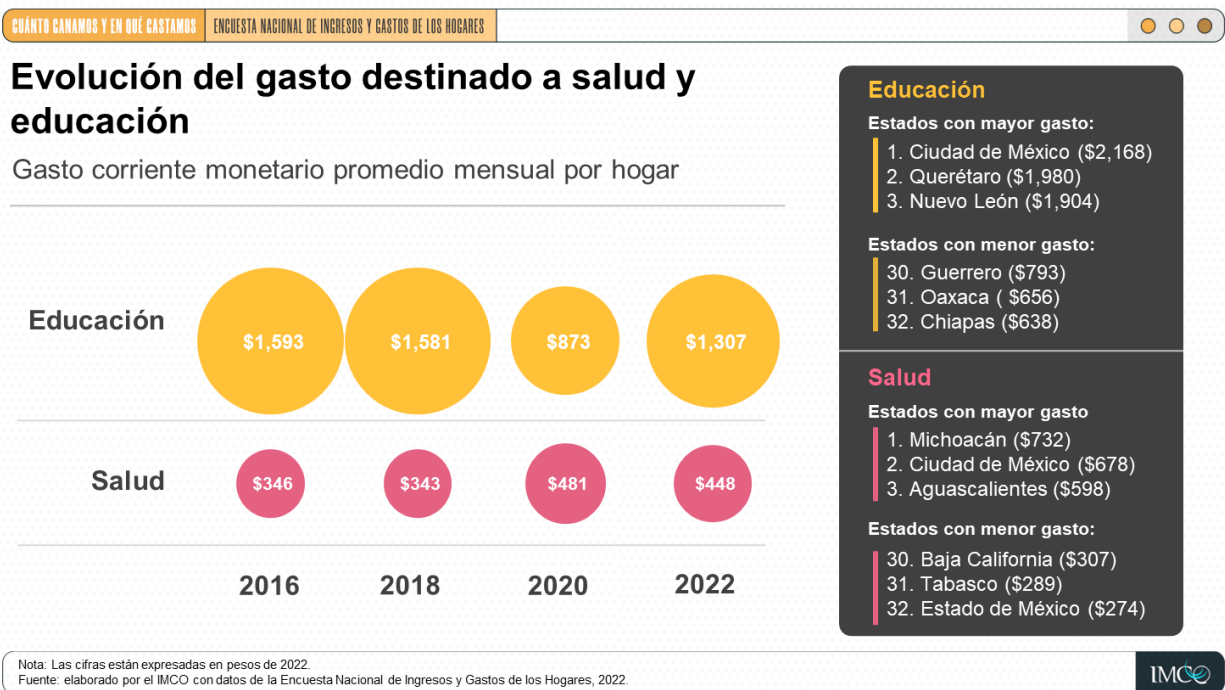 CUÁNTO GANAMOS Y EN QUÉ GASTAMOS
ENCUESTA NACIONAL DE INGRESOS Y GASTOS DE LOS HOGARES
Evolución del gasto destinado a salud y
educación
Gasto corriente monetario promedio mensual por hogar
Educación
$1,593
$1,581
$873
$1,307
Salud
$346
$343
$481
$448
2016
2018
2020
2022
Educación
Estados con mayor gasto:
1. Ciudad de México ($2,168)
2. Querétaro ($1,980)
3. Nuevo León ($1,904)
Estados con menor gasto:
30. Guerrero ($793)
31. Oaxaca ( $656)
32. Chiapas ($638)
Salud
Estados con mayor gasto
1. Michoacán ($732)
2. Ciudad de México ($678)
3. Aguascalientes ($598)
Estados con menor gasto:
30. Baja California ($307)
31. Tabasco ($289)
32. Estado de México ($274)
Nota: Las cifras están expresadas en pesos de 2022.
Fuente: elaborado por el IMCO con datos de la Encuesta Nacional de Ingresos y Gastos de los Hogares, 2022.
IMCO